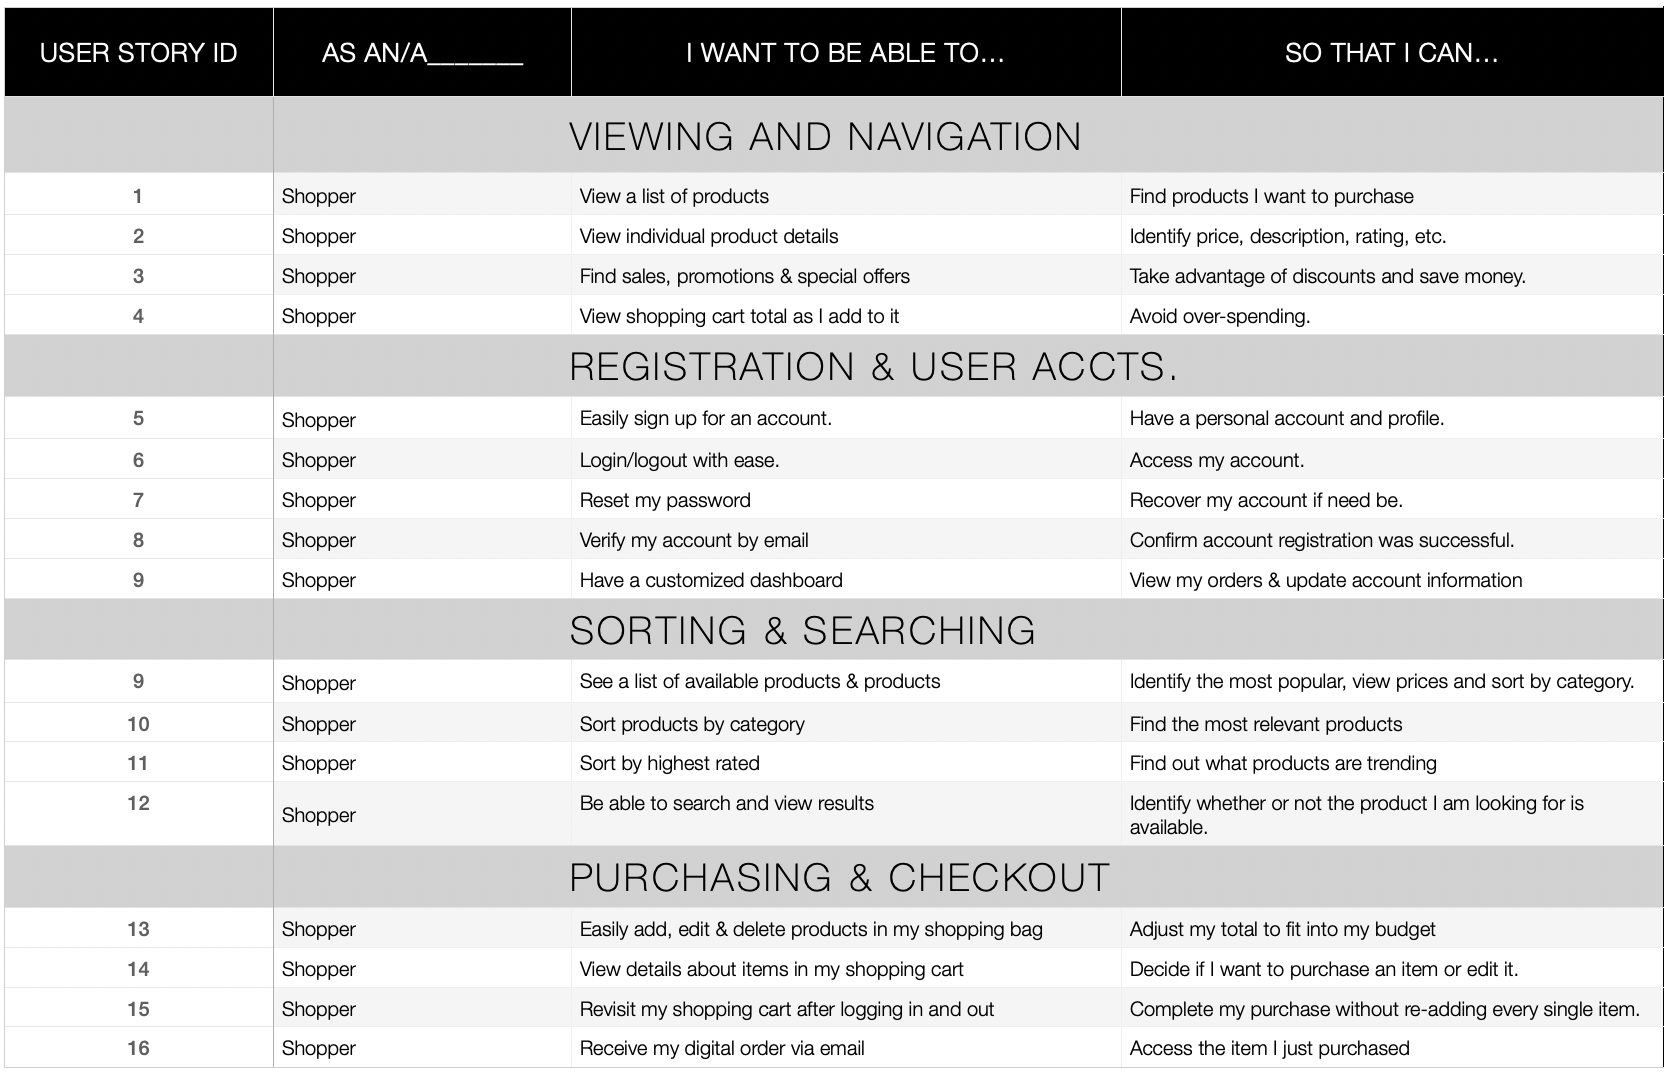 USER STORY ID AS AN/A_______ I WANT TO BE ABLE TO... SO THAT I CAN...
VIEWING AND NAVIGATION
1 Shopper View a list of products Find products I want to purchase
2 Shopper View individual product details Identify price, description, rating, etc.
3 Shopper Find sales, promotions & special offers Take advantage of discounts and save money.
4 Shopper View shopping cart total as I add to it Avoid over-spending.
REGISTRATION & USER ACCTS.
5 Shopper Easily sign up for an account. Have a personal account and profile.
6 Shopper Login/logout with ease. Access my account.
7 Shopper Reset my password Recover my account if need be.
8 Shopper Verify my account by email Confirm account registration was successful.
9 Shopper Have a customized dashboard View my orders & update account information
SORTING & SEARCHING
9 Shopper See a list of available products & products Identify the most popular, view prices and sort by category.
10 Shopper Sort products by category Find the most relevant products
11 Shopper Sort by highest rated Find out what products are trending
12 Shopper Be able to search and view results Identify whether or not the product I am looking for is
available.
PURCHASING & CHECKOUT
13 Shopper Easily add, edit & delete products in my shopping bag Adjust my total to fit into my budget
14 Shopper View details about items in my shopping cart Decide if I want to purchase an item or edit it.
15 Shopper Revisit my shopping cart after logging in and out Complete my purchase without re-adding every single item.
16 Shopper Receive my digital order via email Access the item I just purchased